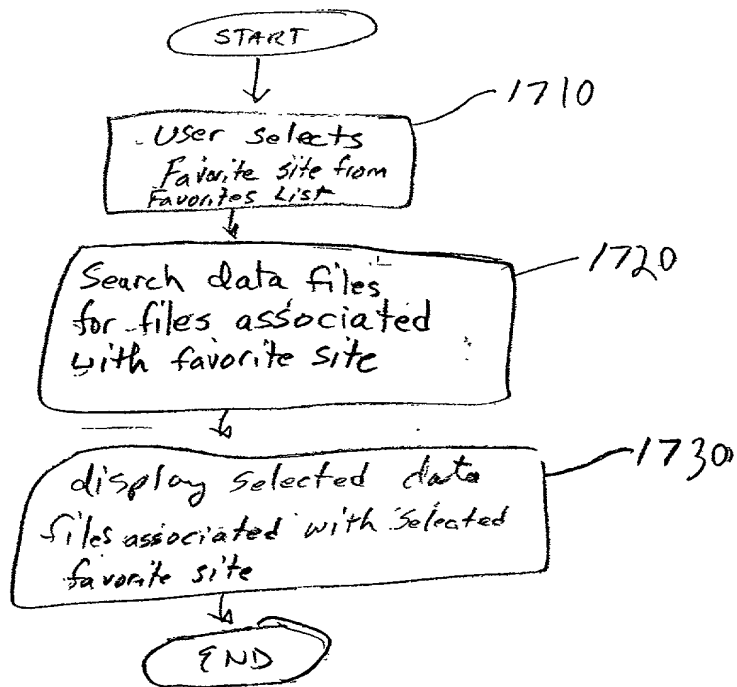 START
1710
User selects
Favorite site from
Favorites List
1720
Search data files
for files associated
with favorite site
1730
display selected data
files associated with selected
favorite site
END